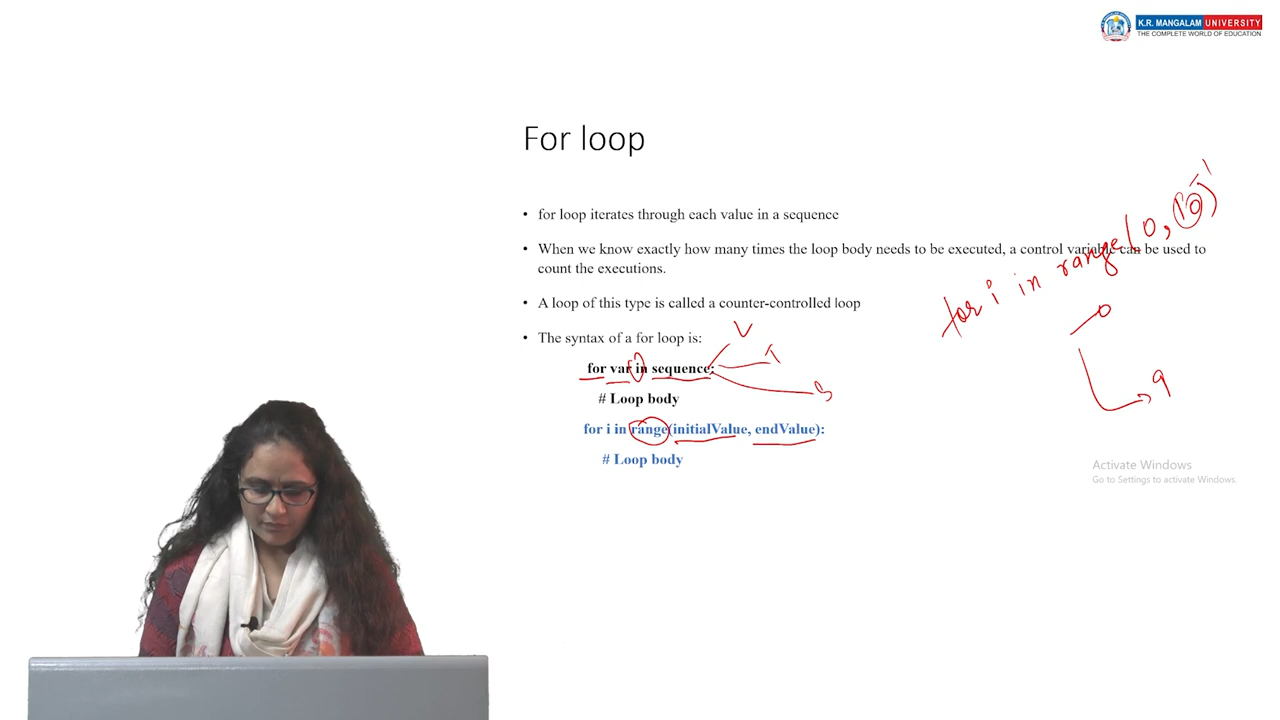 K.R. MANGALAM UNIVERSITY
THE COMPLETE WORLD OF EDUCATION
For loop
• for loop iterates through each value in a sequence
• When we know exactly how many times the loop body needs to be executed, a control variable can be used to
count the executions.
• A loop of this type is called a counter-controlled loop
• The syntax of a for loop is:
for var in sequence:
# Loop body
for i in range(initialValue, endValue):
# Loop body
for i in range(0, 10)
-1
0
9
Activate Windows
Go to Settings to activate Windows.